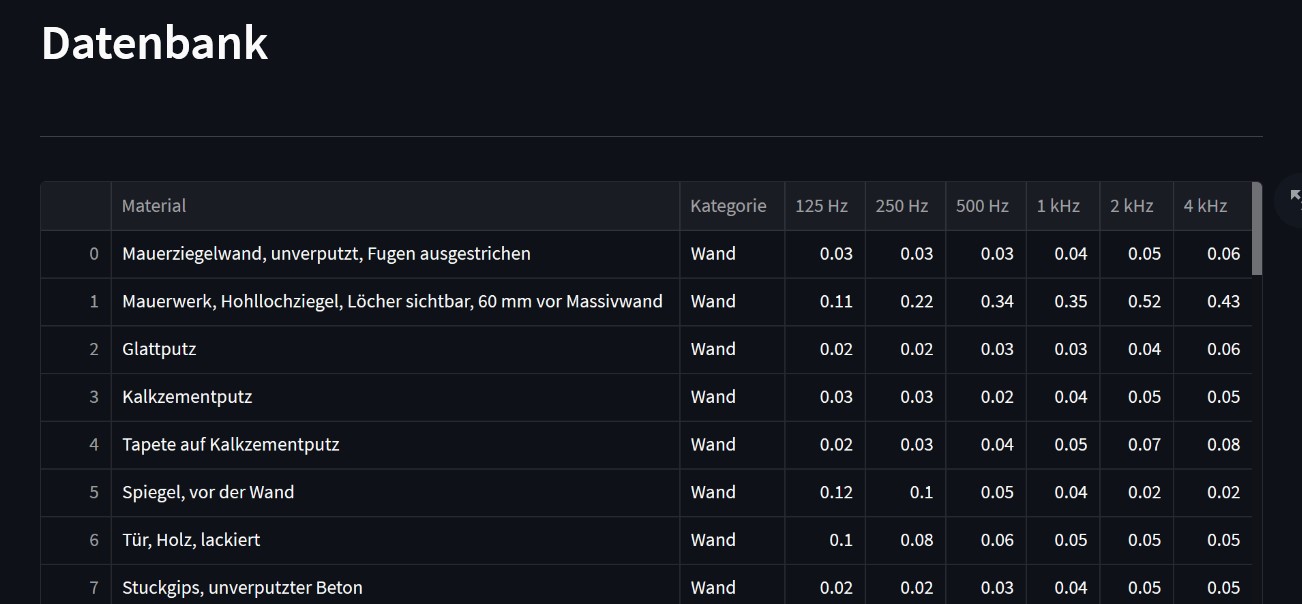 Datenbank
Material Kategorie 125 Hz 250 Hz 500 Hz 1 kHz 2 kHz 4 kHz
0 Mauerziegelwand, unverputzt, Fugen ausgestrichen Wand 0.03 0.03 0.03 0.04 0.05 0.06
1 Mauerwerk, Hohllochziegel, Löcher sichtbar, 60 mm vor Massivwand Wand 0.11 0.22 0.34 0.35 0.52 0.43
2 Glattputz Wand 0.02 0.02 0.03 0.03 0.04 0.06
3 Kalkzementputz Wand 0.03 0.03 0.02 0.04 0.05 0.05
4 Tapete auf Kalkzementputz Wand 0.02 0.03 0.04 0.05 0.07 0.08
5 Spiegel, vor der Wand Wand 0.12 0.1 0.05 0.04 0.02 0.02
6 Tür, Holz, lackiert Wand 0.1 0.08 0.06 0.05 0.05 0.05
7 Stuckgips, unverputzter Beton Wand 0.02 0.02 0.03 0.04 0.05 0.05